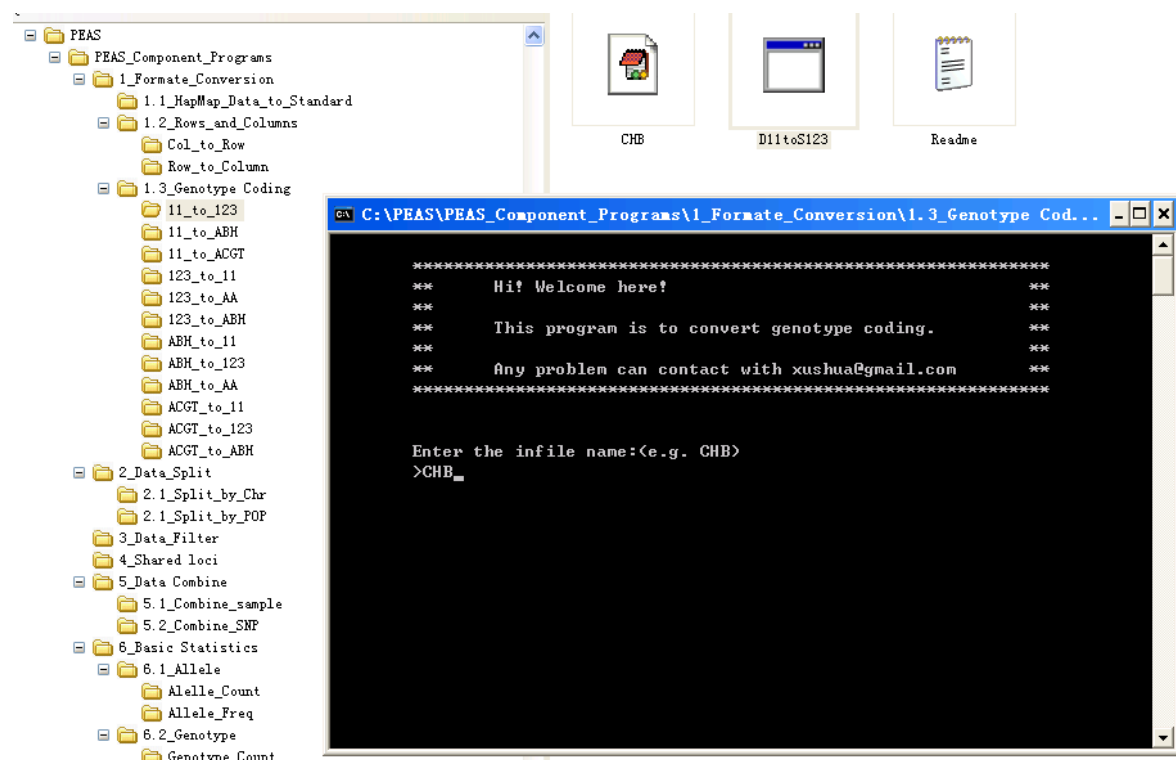 PEAS
PEAS_Component_Programs
1_Formate_Conversion
1.1_HapMap_Data_to_Standard
1.2_Rows_and_Columns
Col_to_Row
Row_to_Column
1.3_Genotype Coding
11_to_123
11_to_ABH
11_to_ACGT
123_to_11
123_to_AA
123_to_ABH
ABH_to_11
ABH_to_123
ABH_to_AA
ACGT_to_11
ACGT_to_123
ACGT_to_ABH
2_Data_Split
2.1_Split_by_Chr
2.1_Split_by_POP
3_Data_Filter
4_Shared loci
5_Data Combine
5.1_Combine_sample
5.2_Combine_SNP
6_Basic Statistics
6.1_Allele
Alelle_Count
Allele_Freq
6.2_Genotype
Genotype_Count
CHB
D11toS123
Readme
C:\PEAS\PEAS_Component_Programs\1_Formate_Conversion\1.3_Genotype Cod...
***************************************************************
** Hi! Welcome here! **
** **
** This program is to convert genotype coding. **
** **
** Any problem can contact with xushua@gmail.com **
***************************************************************
Enter the infile name:(e.g. CHB)
>CHB_